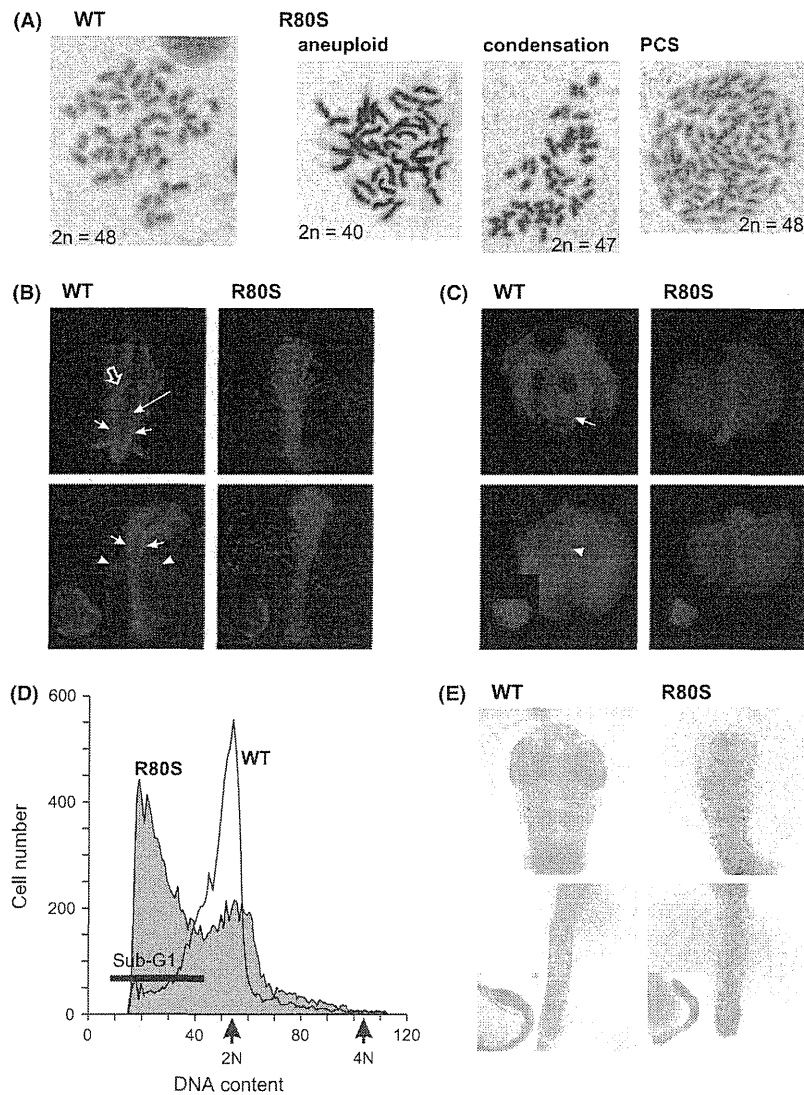 (A) WT R80S
aneuploid condensation PCS
2n = 48 2n = 40 2n = 47 2n = 48
(B) WT R80S (C) WT R80S
(D) (E) WT R80S
600
400
200
0
Cell number
R80S
WT
Sub-G1
0 40 80 120
2N 4N
DNA content